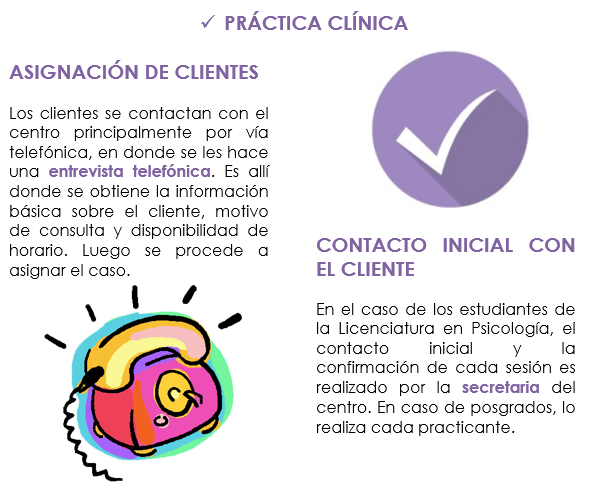 ✓ PRÁCTICA CLÍNICA
ASIGNACIÓN DE CLIENTES
Los clientes se contactan con el
centro principalmente por vía
telefónica, en donde se les hace
una entrevista telefónica. Es allí
donde se obtiene la información
básica sobre el cliente, motivo
de consulta y disponibilidad de
horario. Luego se procede a
asignar el caso.
CONTACTO INICIAL CON
EL CLIENTE
En el caso de los estudiantes de
la Licenciatura en Psicología, el
contacto inicial y la
confirmación de cada sesión es
realizado por la secretaria del
centro. En caso de posgrados, lo
realiza cada practicante.